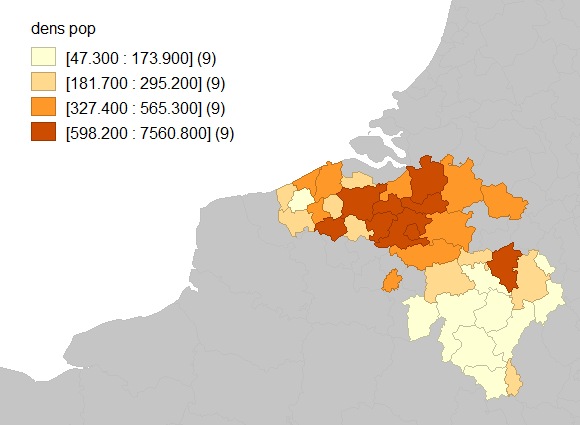 dens pop
[47.300 : 173.900] (9)
[181.700 : 295.200] (9)
[327.400 : 565.300] (9)
[598.200 : 7560.800] (9)